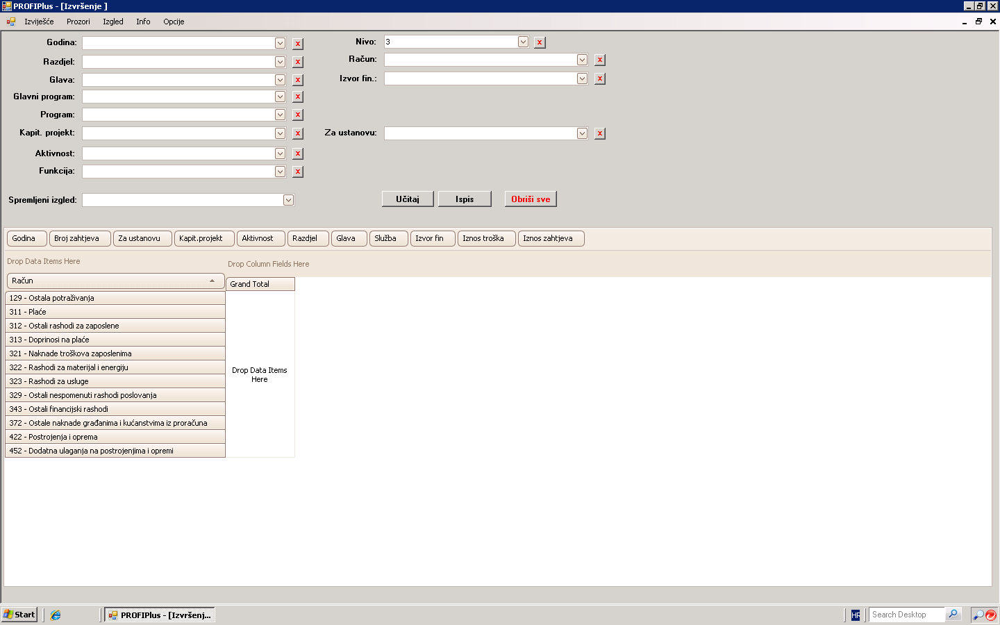 PROFIPlus - [Izvršenje ]
Izviješće Prozori Izgled Info Opcije
Godina: x Nivo: 3 x
Razdjel: x Račun: x
Glava: x Izvor fin.: x
Glavni program: x
Program: x
Kapit. projekt: x Za ustanovu: x
Aktivnost: x
Funkcija: x
Spremljeni izgled: Učitaj Ispis Obriši sve
Godina Broj zahtjeva Za ustanovu Kapit.projekt Aktivnost Razdjel Glava Služba Izvor fin Iznos troška Iznos zahtjeva
Drop Data Items Here Drop Column Fields Here
Račun Grand Total
129 - Ostala potraživanja
311 - Plaće
312 - Ostali rashodi za zaposlene
313 - Doprinosi na plaće
321 - Naknade troškova zaposlenima
322 - Rashodi za materijal i energiju
323 - Rashodi za usluge
329 - Ostali nespomenuti rashodi poslovanja
343 - Ostali financijski rashodi
372 - Ostale naknade građanima i kućanstvima iz proračuna
422 - Postrojenja i oprema
452 - Dodatna ulaganja na postrojenjima i opremi
Drop Data Items
Here
Start PROFIPlus - [Izvršenj... HR Search Desktop